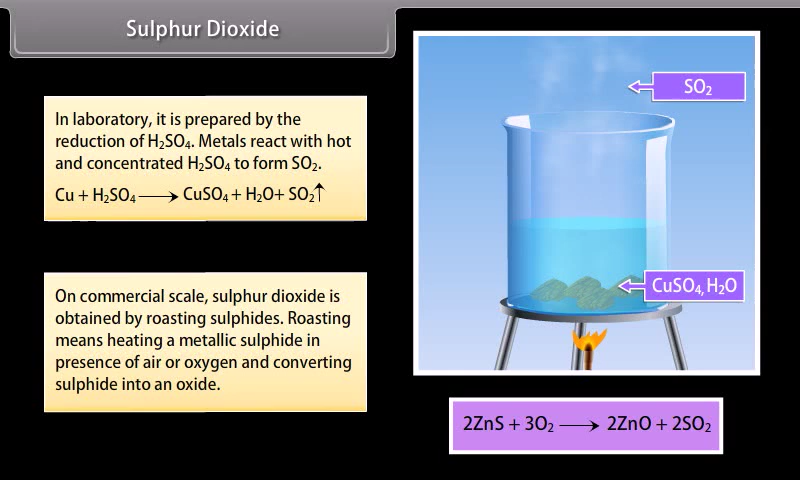 Sulphur Dioxide
In laboratory, it is prepared by the
reduction of H₂SO₄. Metals react with hot
and concentrated H₂SO₄ to form SO₂.
Cu + H₂SO₄ ⟶ CuSO₄ + H₂O+ SO₂↑
On commercial scale, sulphur dioxide is
obtained by roasting sulphides. Roasting
means heating a metallic sulphide in
presence of air or oxygen and converting
sulphide into an oxide.
SO₂
CuSO₄, H₂O
2ZnS + 3O₂ ⟶ 2ZnO + 2SO₂